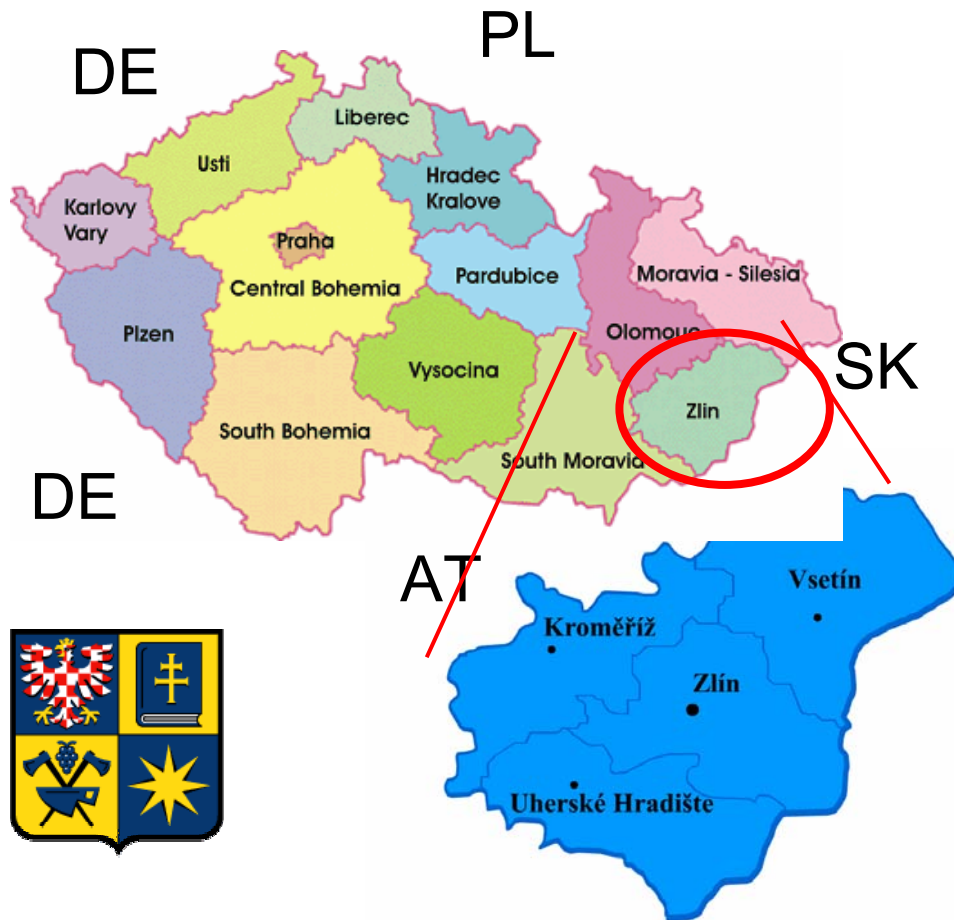 PL
DE
Liberec
Usti
Hradec
Kralove
Karlovy
Vary
Praha
Pardubice
Moravia - Silesia
Central Bohemia
Plzen
Olomouc
SK
Vysocina
Zlin
South Bohemia
South Moravia
DE
AT
Vsetín
Kroměříž
Zlín
Uherské Hradiště